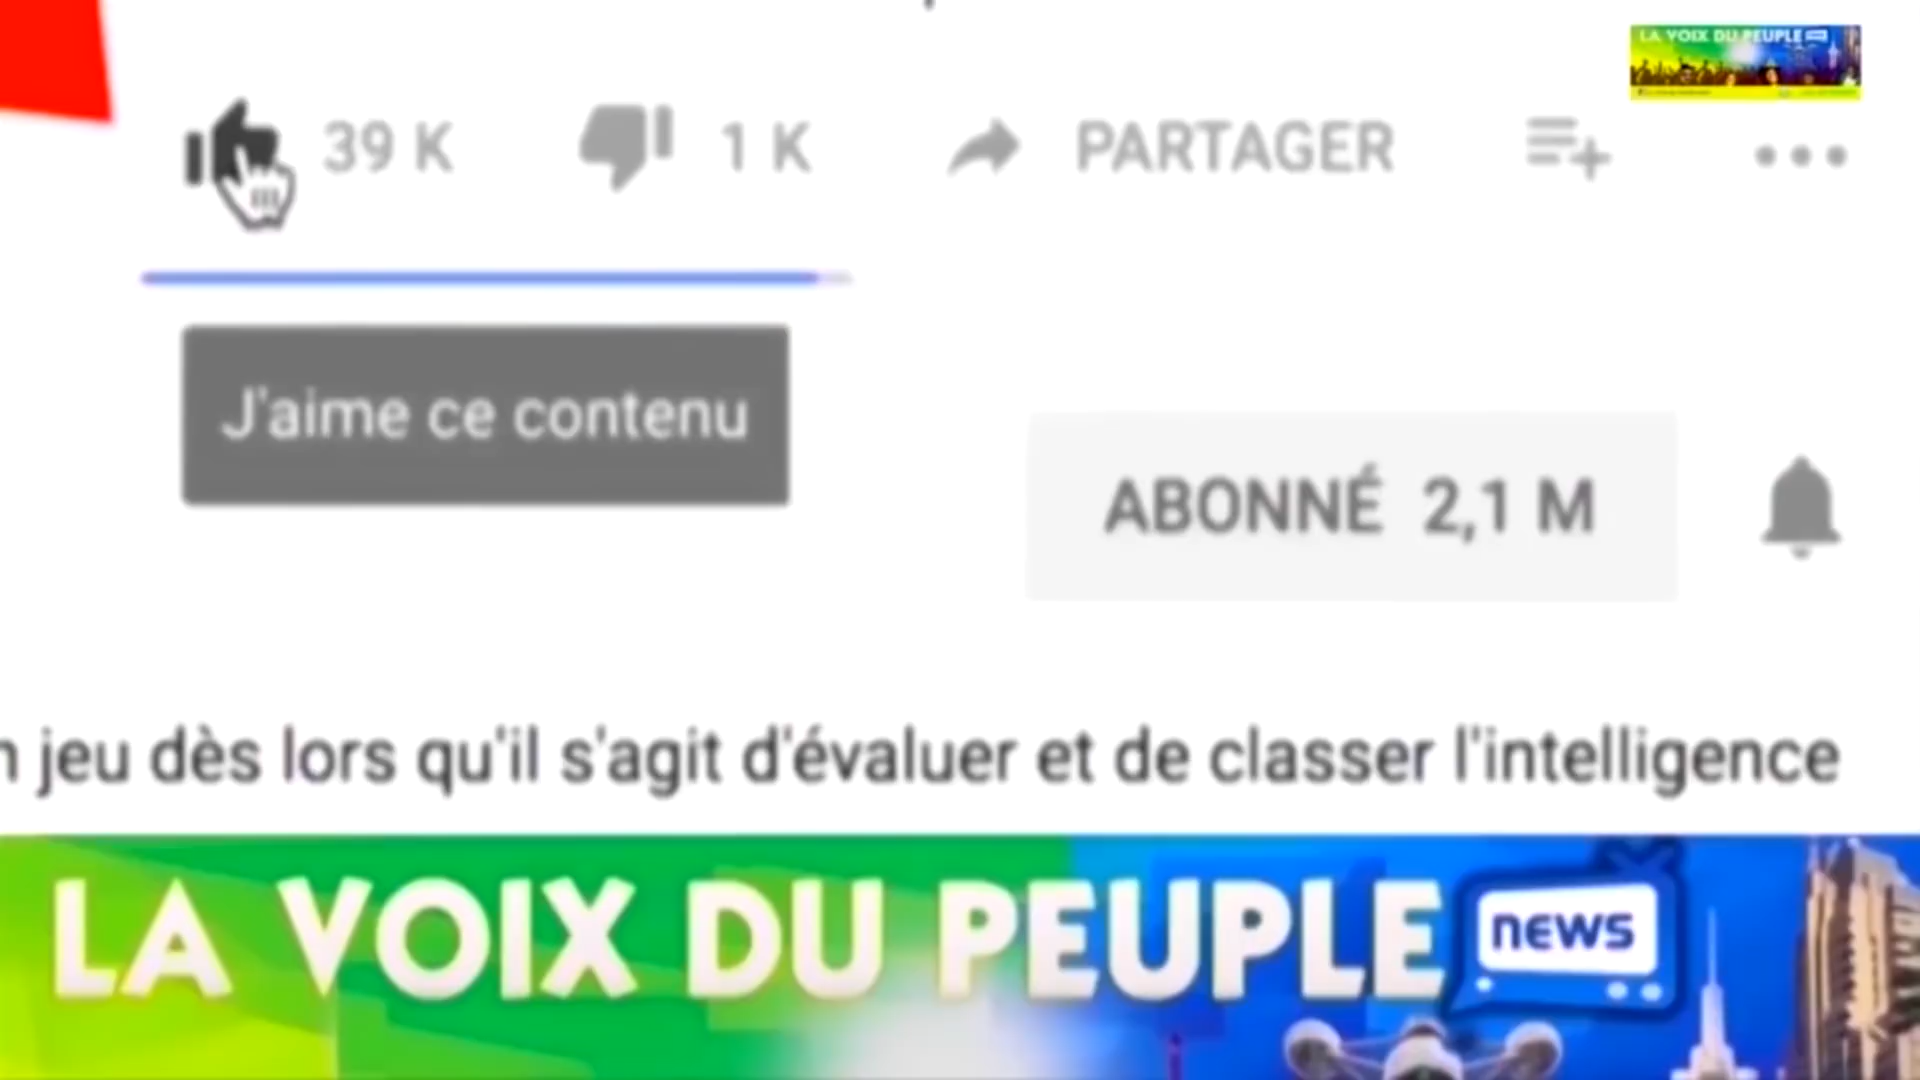 LA VOIX DU PEUPLE
39 K 1 K PARTAGER
J'aime ce contenu
ABONNÉ 2,1 M
jeu dès lors qu'il s'agit d'évaluer et de classer l'intelligence
LA VOIX DU PEUPLE news